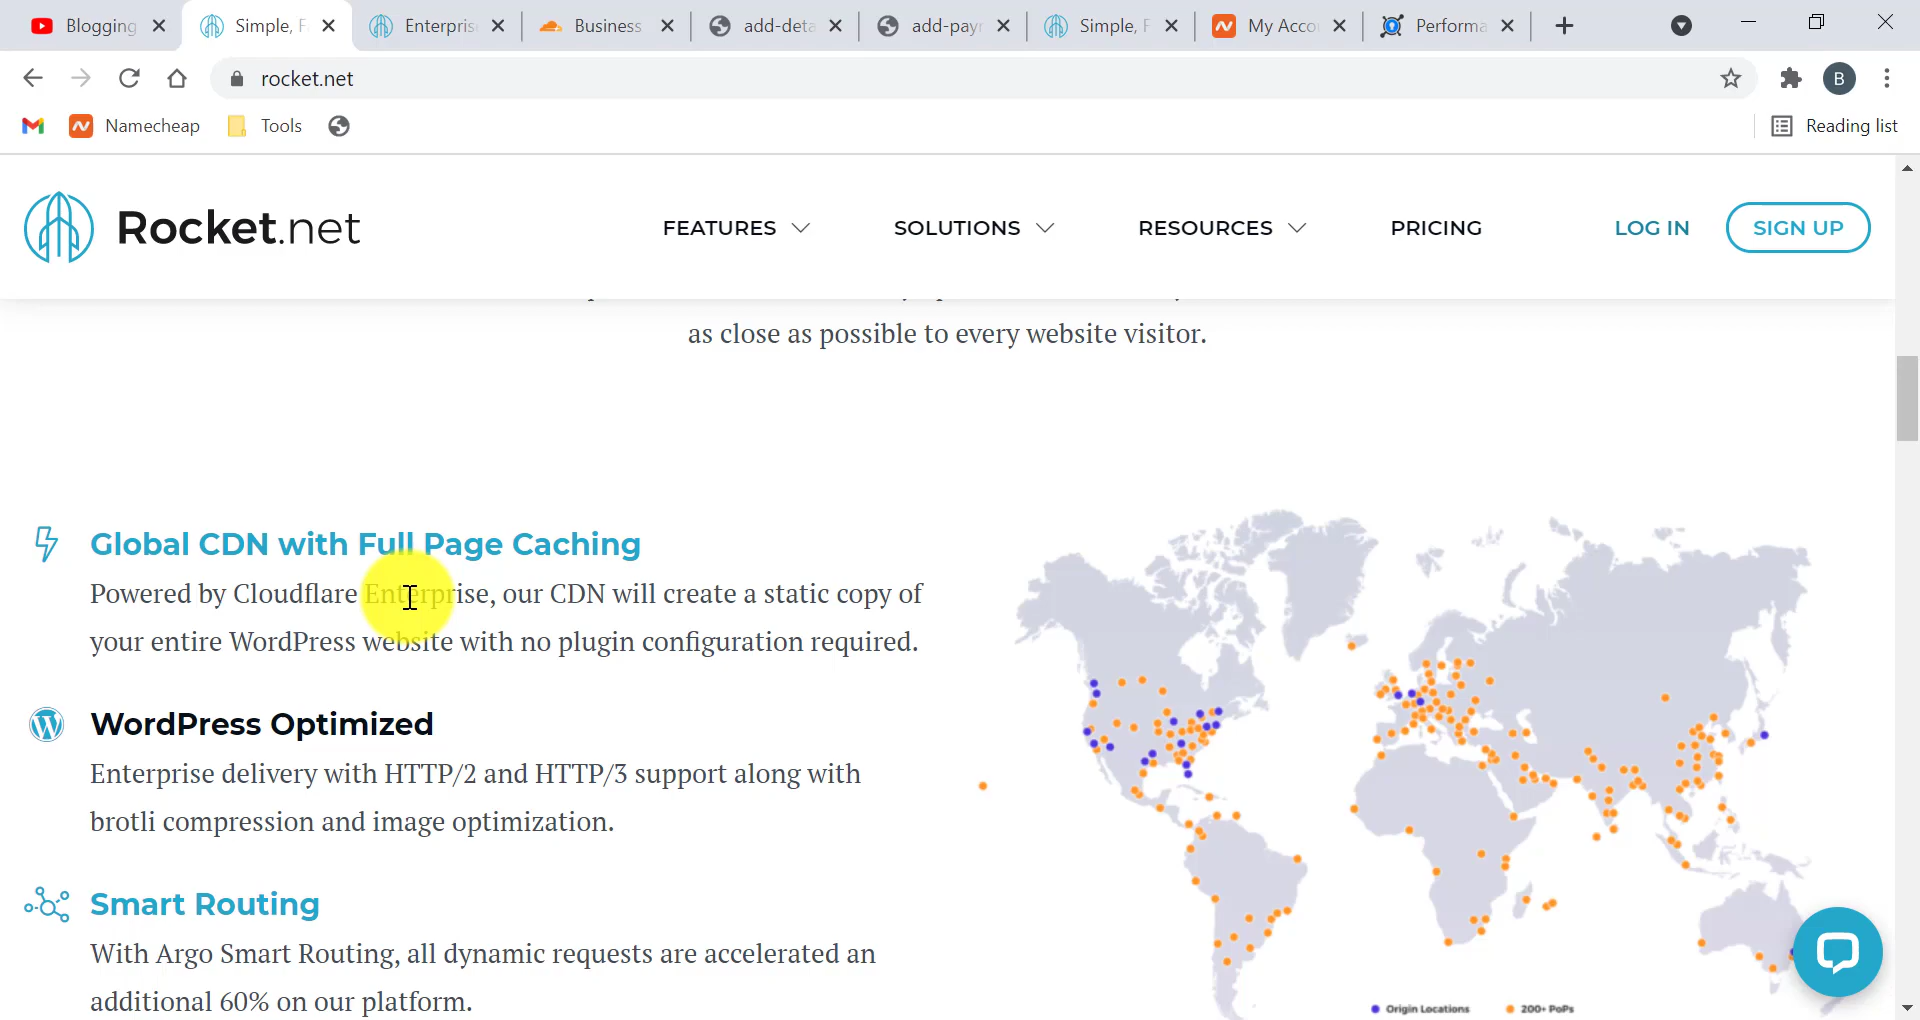 Blogging
Simple, F
Enterpris
Business
add-deta
add-payr
Simple, F
My Acco
Performa
rocket.net
B
Namecheap
Tools
Reading list
Rocket.net
FEATURES
SOLUTIONS
RESOURCES
PRICING
LOG IN
SIGN UP
as close as possible to every website visitor.
Global CDN with Full Page Caching
Powered by Cloudflare Enterprise, our CDN will create a static copy of
your entire WordPress website with no plugin configuration required.
WordPress Optimized
Enterprise delivery with HTTP/2 and HTTP/3 support along with
brotli compression and image optimization.
Smart Routing
With Argo Smart Routing, all dynamic requests are accelerated an
additional 60% on our platform.
Origin Locations
200+ PoPs